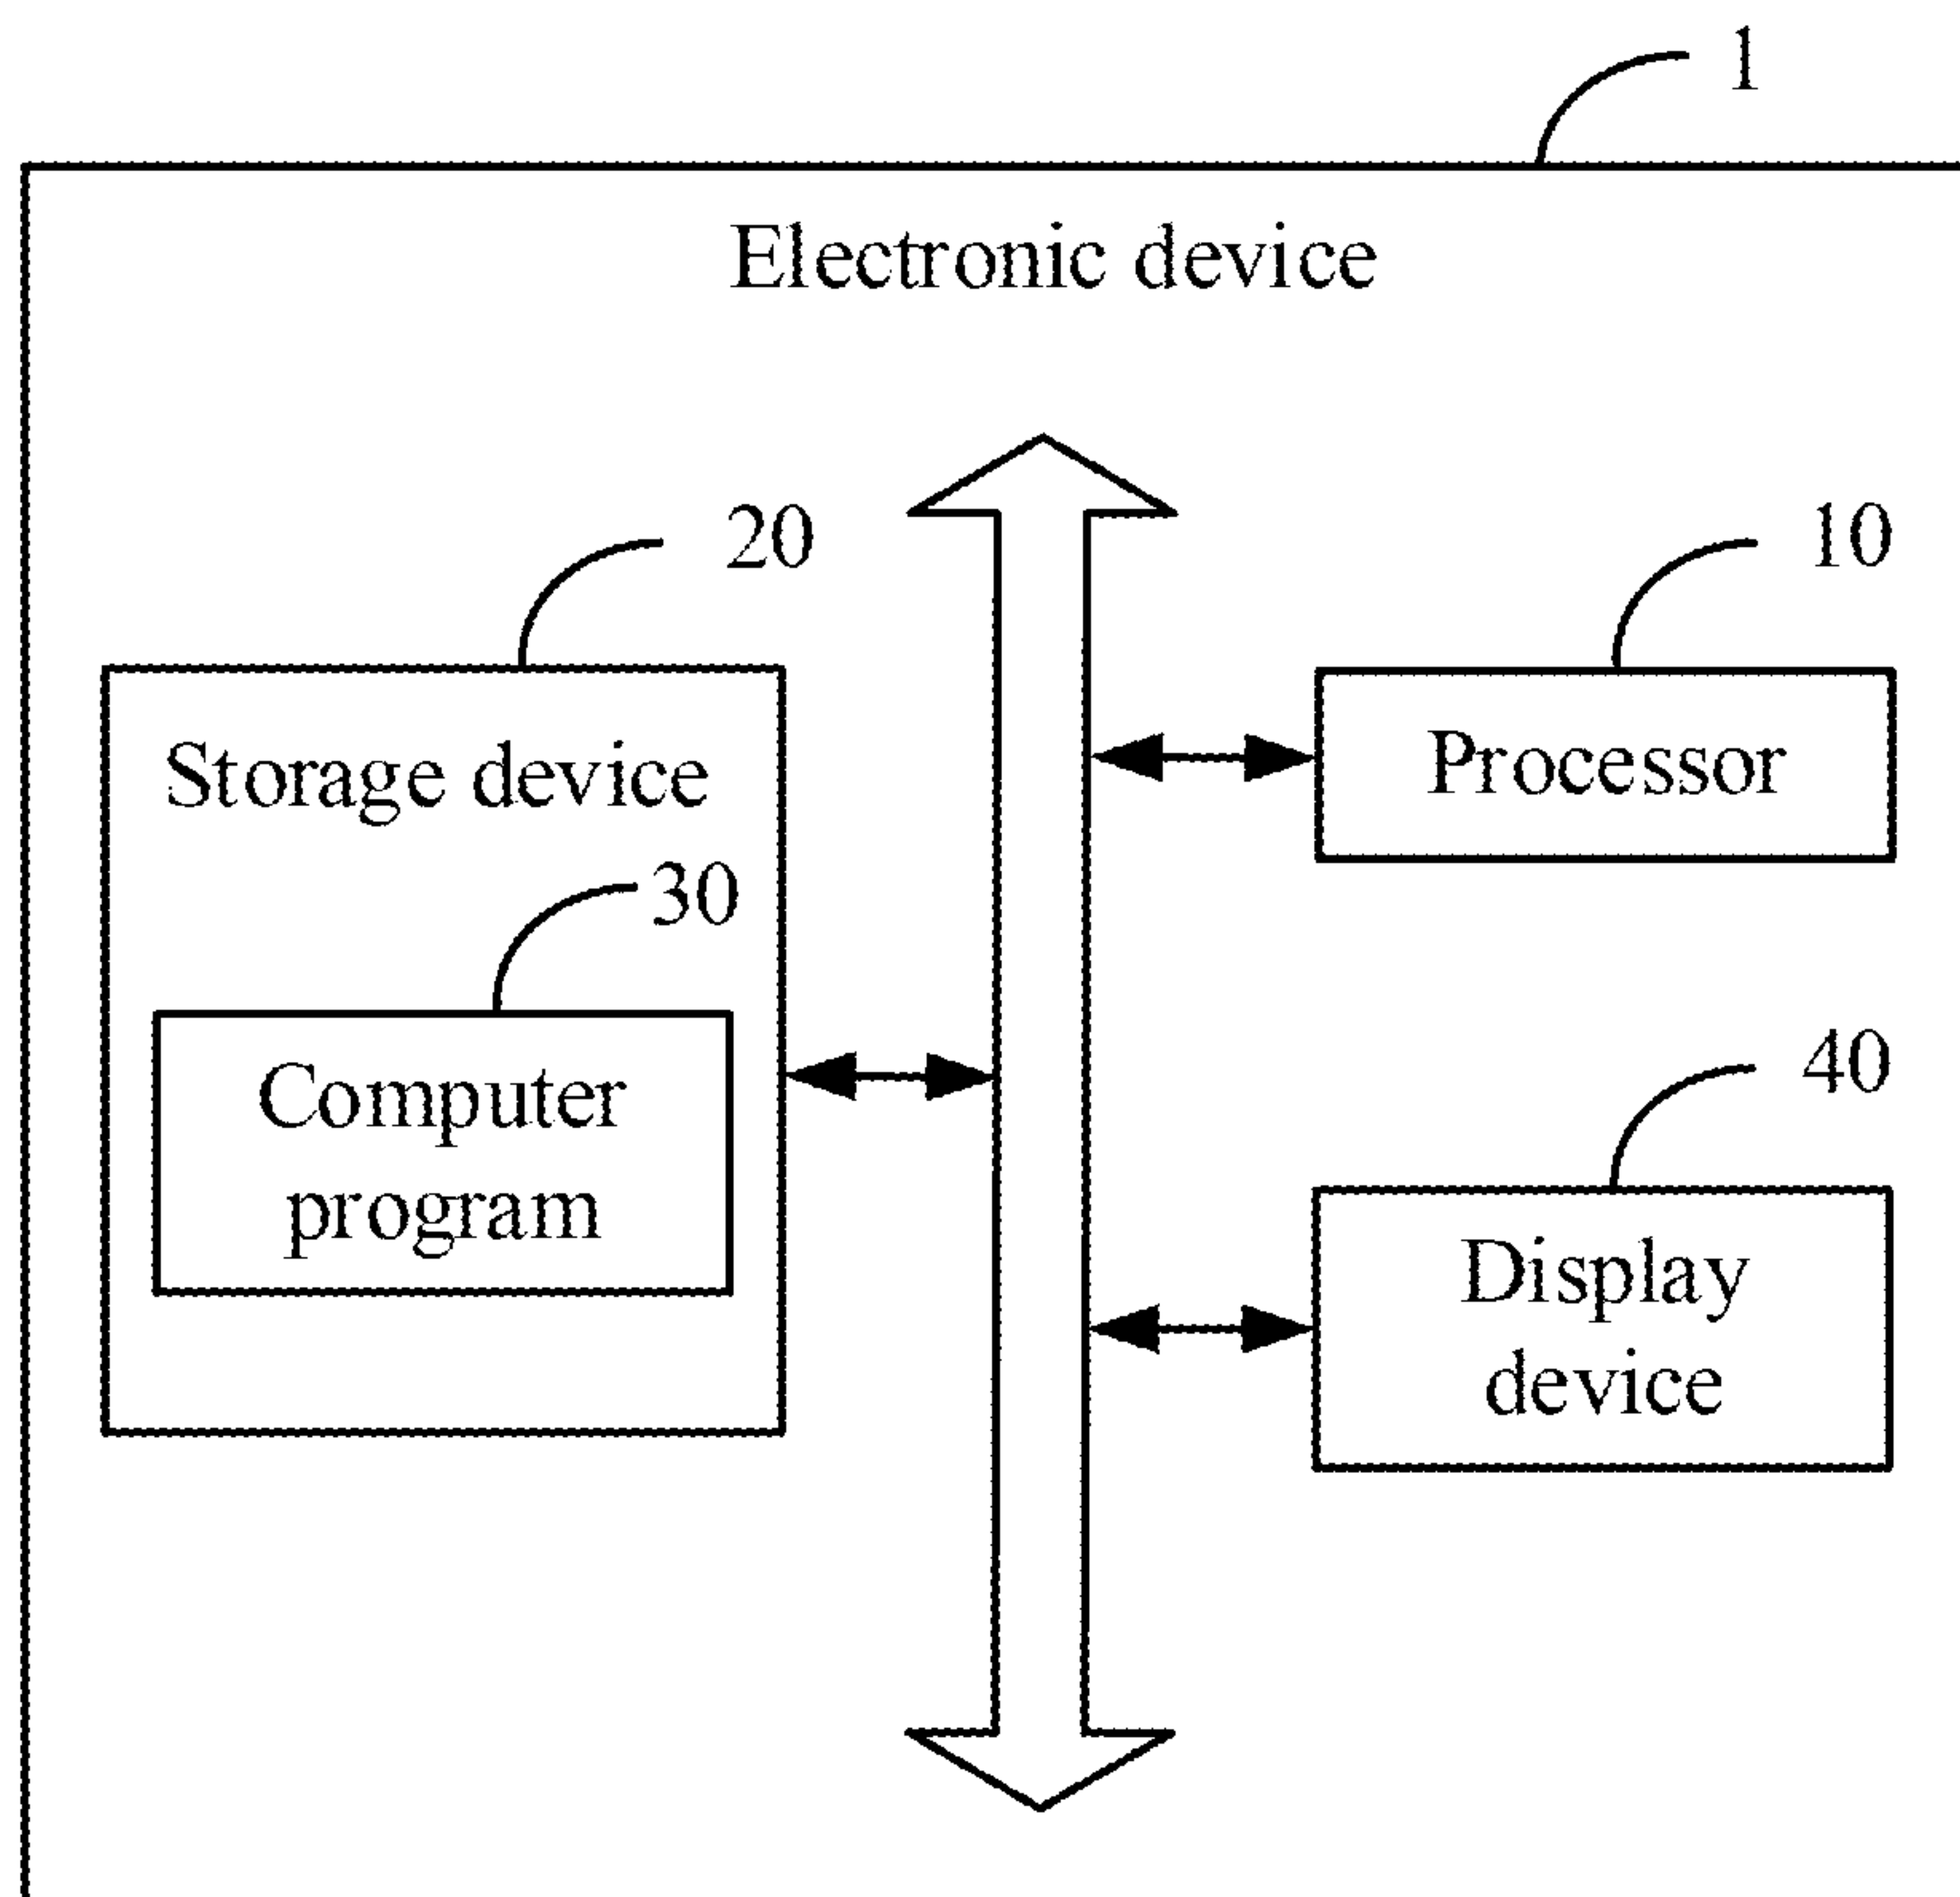 1
Electronic device
20
10
Storage device
Processor
30
Computer
program
40
Display
device